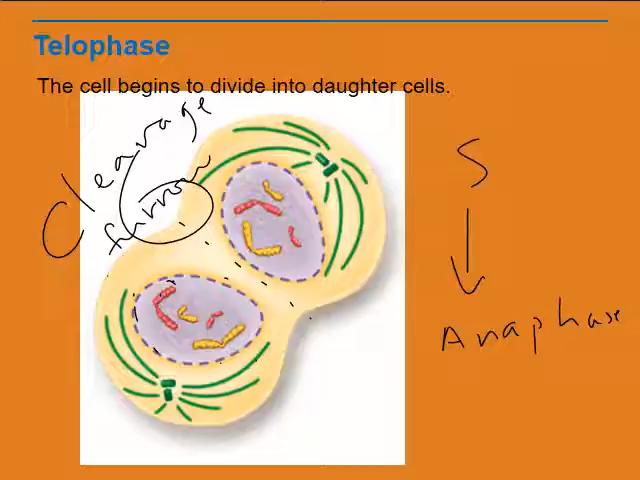 Telophase
The cell begins to divide into daughter cells.
Cleavage
furrow
S
Anaphase